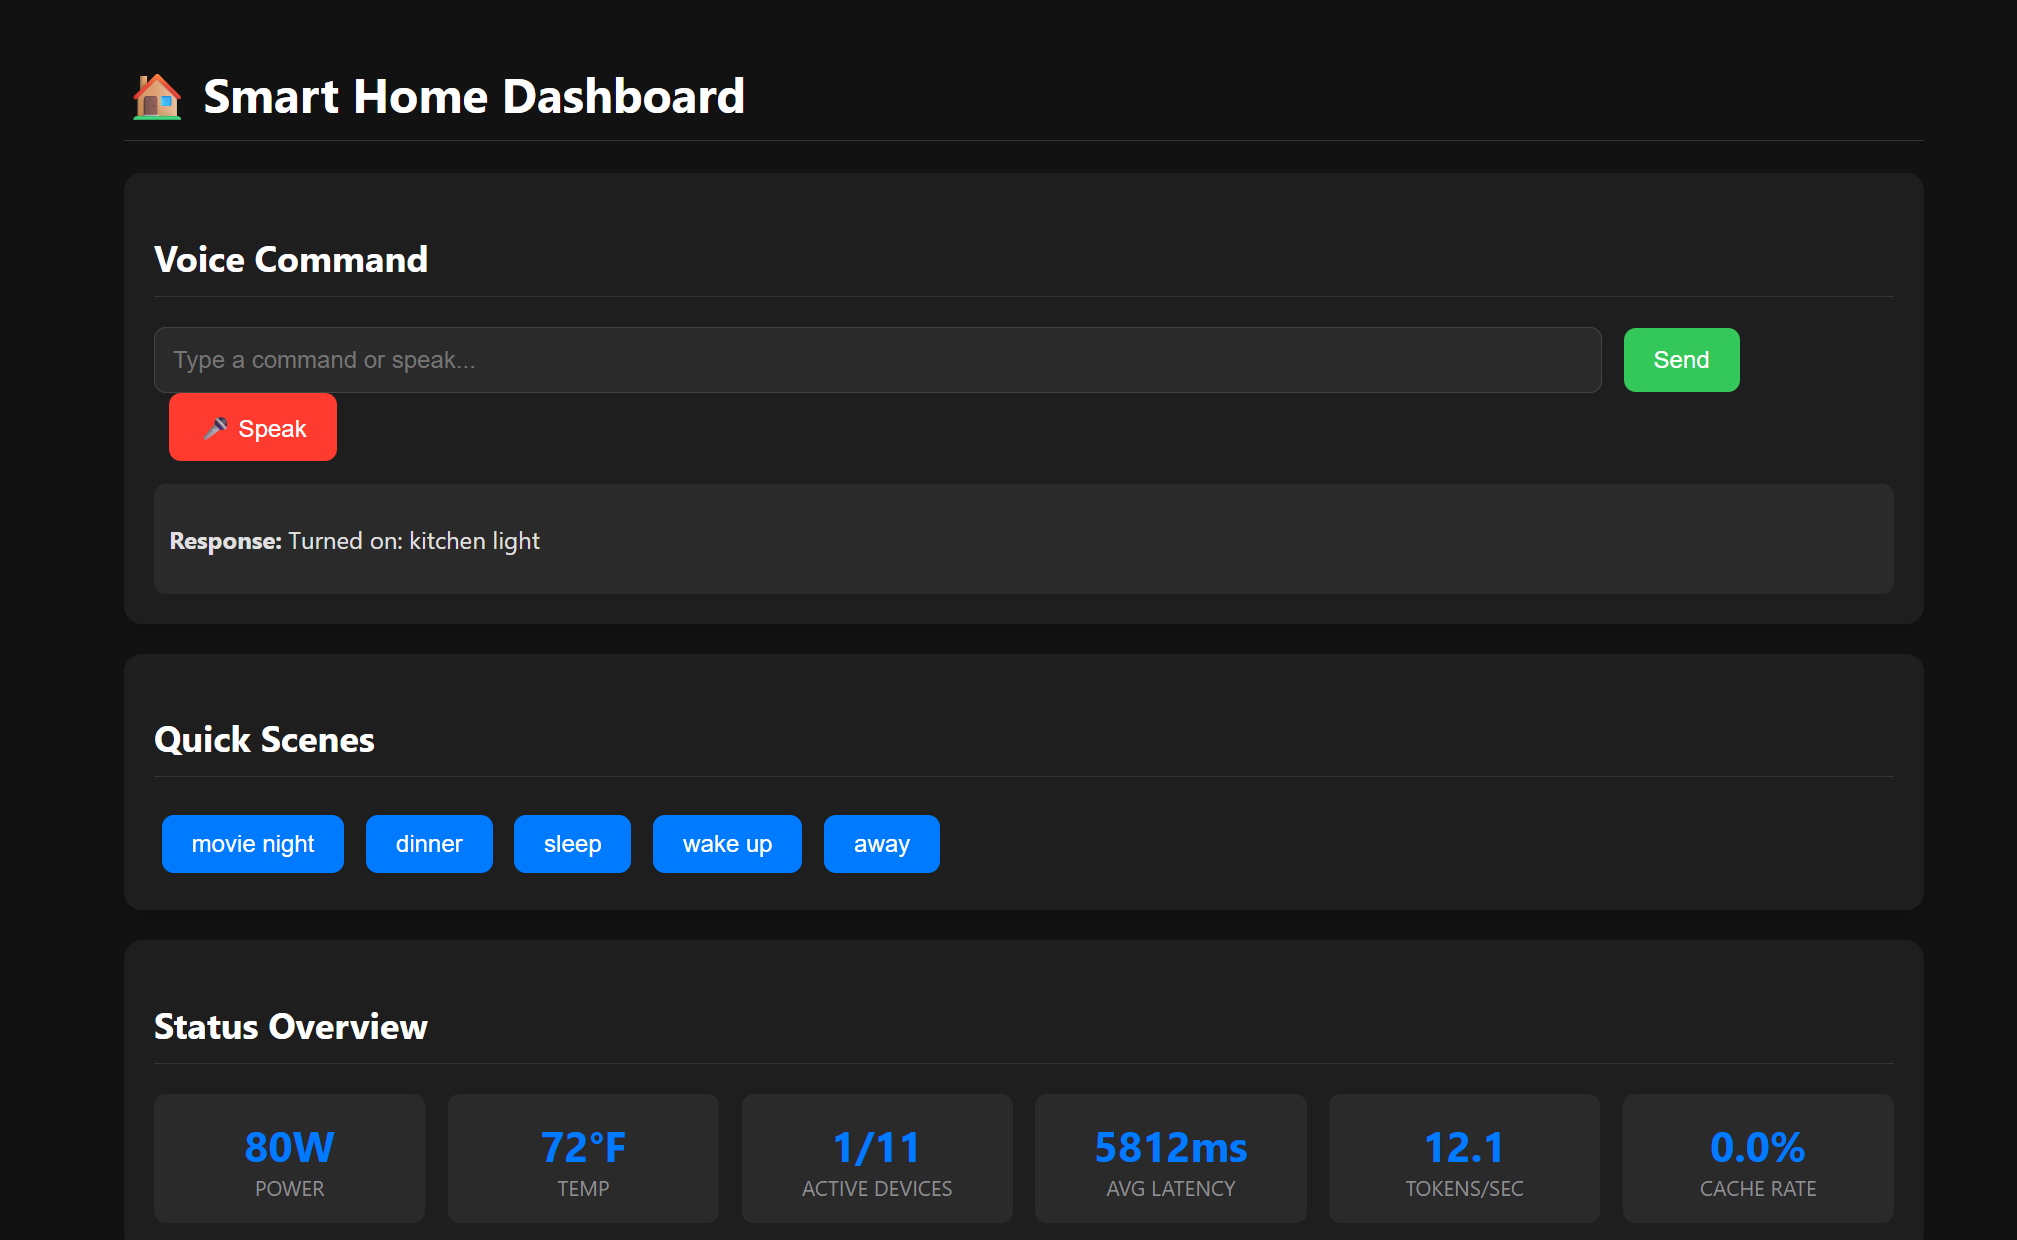 Smart Home Dashboard
Voice Command
Type a command or speak...
Send
Speak
Response: Turned on: kitchen light
Quick Scenes
movie night
dinner
sleep
wake up
away
Status Overview
80W
POWER
72°F
TEMP
1/11
ACTIVE DEVICES
5812ms
AVG LATENCY
12.1
TOKENS/SEC
0.0%
CACHE RATE